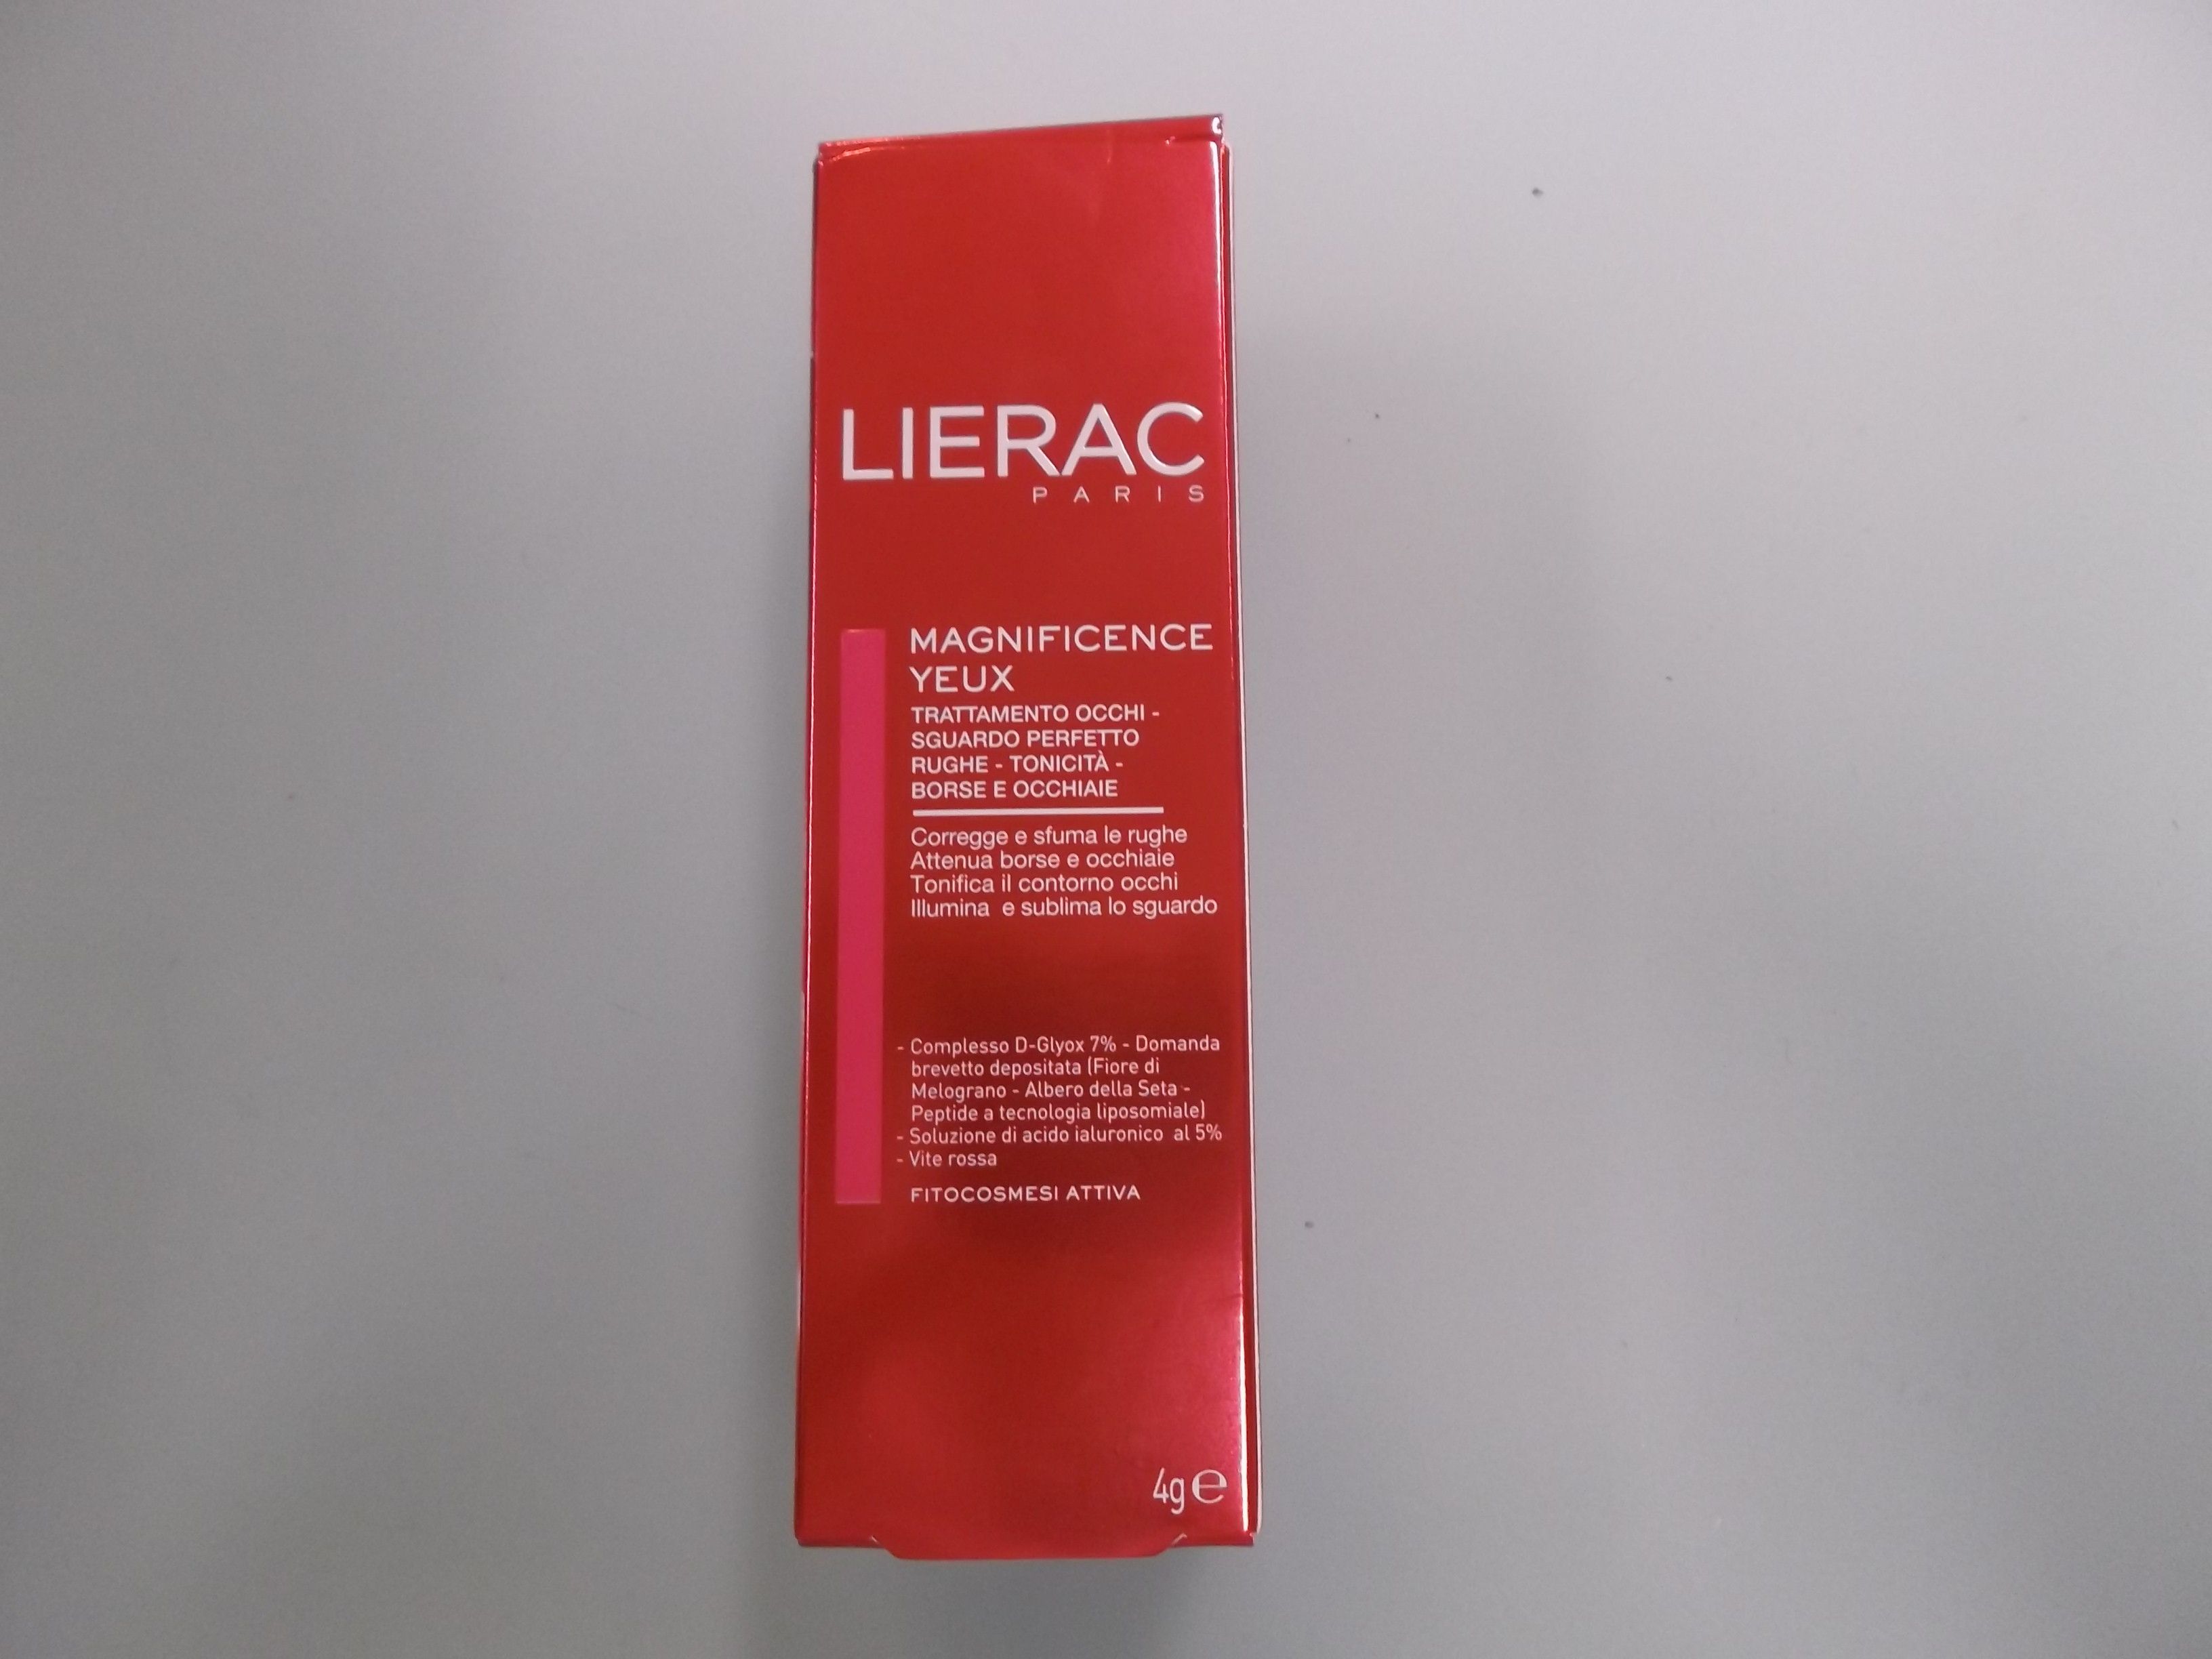 LIERAC
PARIS
MAGNIFICENCE
YEUX
TRATTAMENTO OCCHI -
SGUARDO PERFETTO
RUGHE - TONICITÀ -
BORSE E OCCHIAIE
Corregge e sfuma le rughe
Attenua borse e occhiaie
Tonifica il contorno occhi
Illumina e sublima lo sguardo
- Complesso D-Glyox 7% - Domanda
brevetto depositata (Fiore di
Melograno - Albero della Seta -
Peptide a tecnologia liposomiale)
- Soluzione di acido ialuronico al 5%
- Vite rossa
FITOCOSMESI ATTIVA
4g ℮